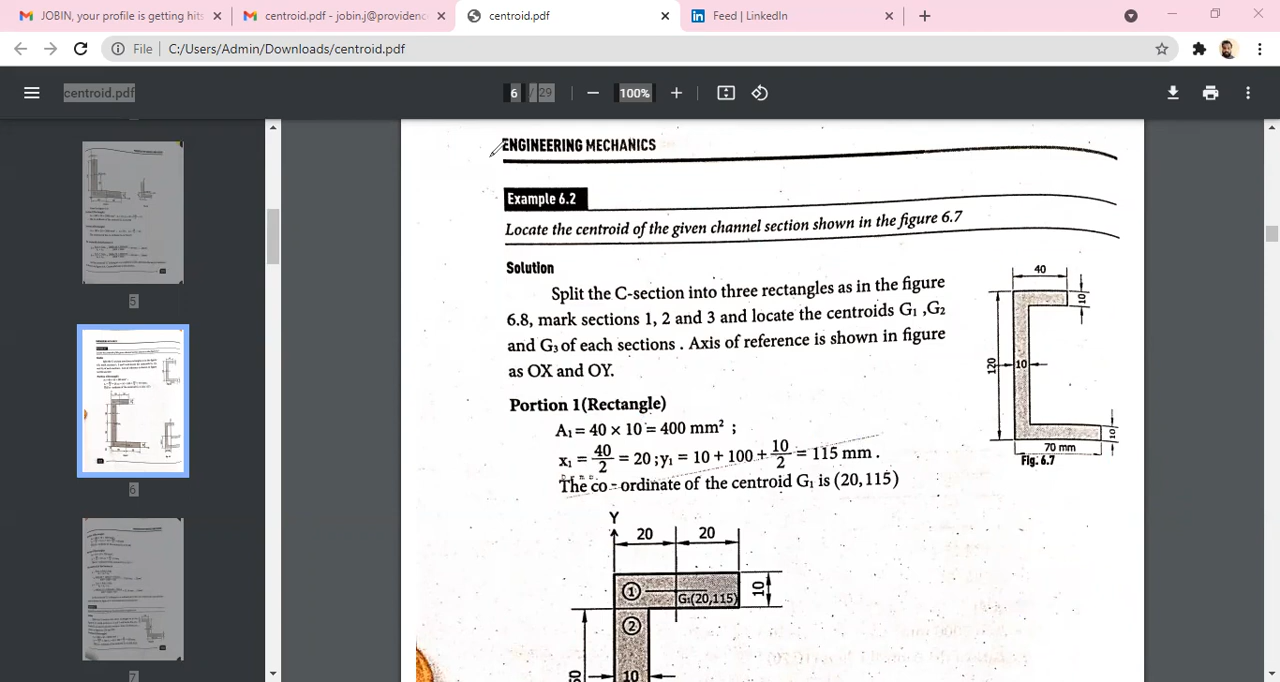 JOBIN, your profile is getting hits
centroid.pdf - jobin.j@providenc
centroid.pdf
Feed | LinkedIn
File
C:/Users/Admin/Downloads/centroid.pdf
centroid.pdf
6 / 29
100%
5
6
7
ENGINEERING MECHANICS
Example 6.2
Locate the centroid of the given channel section shown in the figure 6.7
Solution
Split the C-section into three rectangles as in the figure
6.8, mark sections 1, 2 and 3 and locate the centroids G₁ ,G₂
and G₃ of each sections . Axis of reference is shown in figure
as OX and OY.
Portion 1(Rectangle)
A₁ = 40 × 10 = 400 mm² ;
x₁ = 40/2 = 20 ; y₁ = 10 + 100 + 10/2 = 115 mm .
The co - ordinate of the centroid G₁ is (20,115)
40
10
120
10
10
70 mm
Fig: 6.7
Y
20
20
1
G₁(20,115)
10
2
10